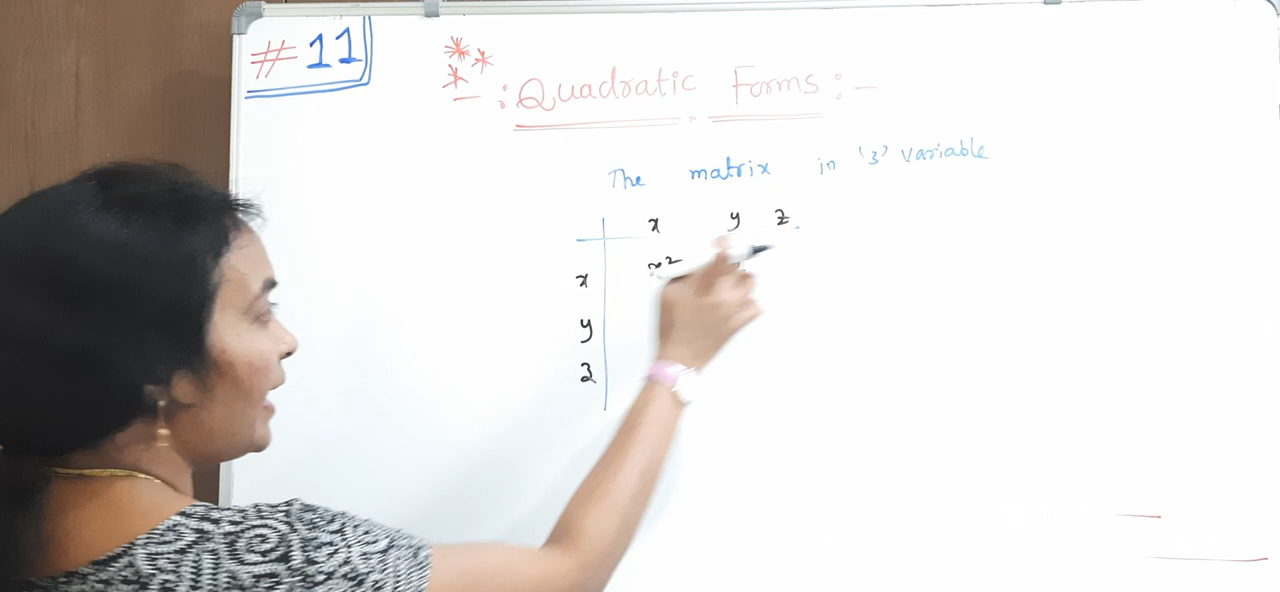 # 11
-: Quadratic Forms :-
The matrix in '3' variable
x y z
x x²
y
z